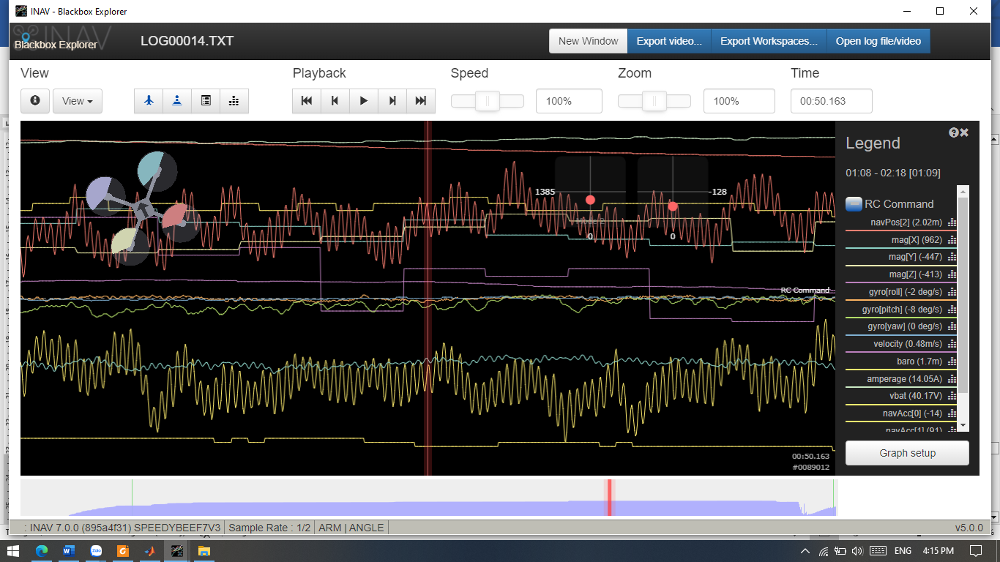 INAV - Blackbox Explorer
INAV
Blackbox Explorer
LOG00014.TXT
New Window
Export video...
Export Workspaces...
Open log file/video
View
Playback
Speed
Zoom
Time
View
100%
100%
00:50.163
Legend
01:08 - 02:18 [01:09]
1385
-128
0
0
RC Command
RC Command
navPos[2] (2.02m)
mag[X] (962)
mag[Y] (-447)
mag[Z] (-413)
gyro[roll] (-2 deg/s)
gyro[pitch] (-8 deg/s)
gyro[yaw] (0 deg/s)
velocity (0.48m/s)
baro (1.7m)
amperage (14.05A)
vbat (40.17V)
navAcc[0] (-14)
navAcc[1] (91)
Graph setup
00:50.163
#0089012
: INAV 7.0.0 (895a4f31) SPEEDYBEEF7V3
Sample Rate : 1/2
ARM | ANGLE
v5.0.0
Zalo
ENG
4:15 PM